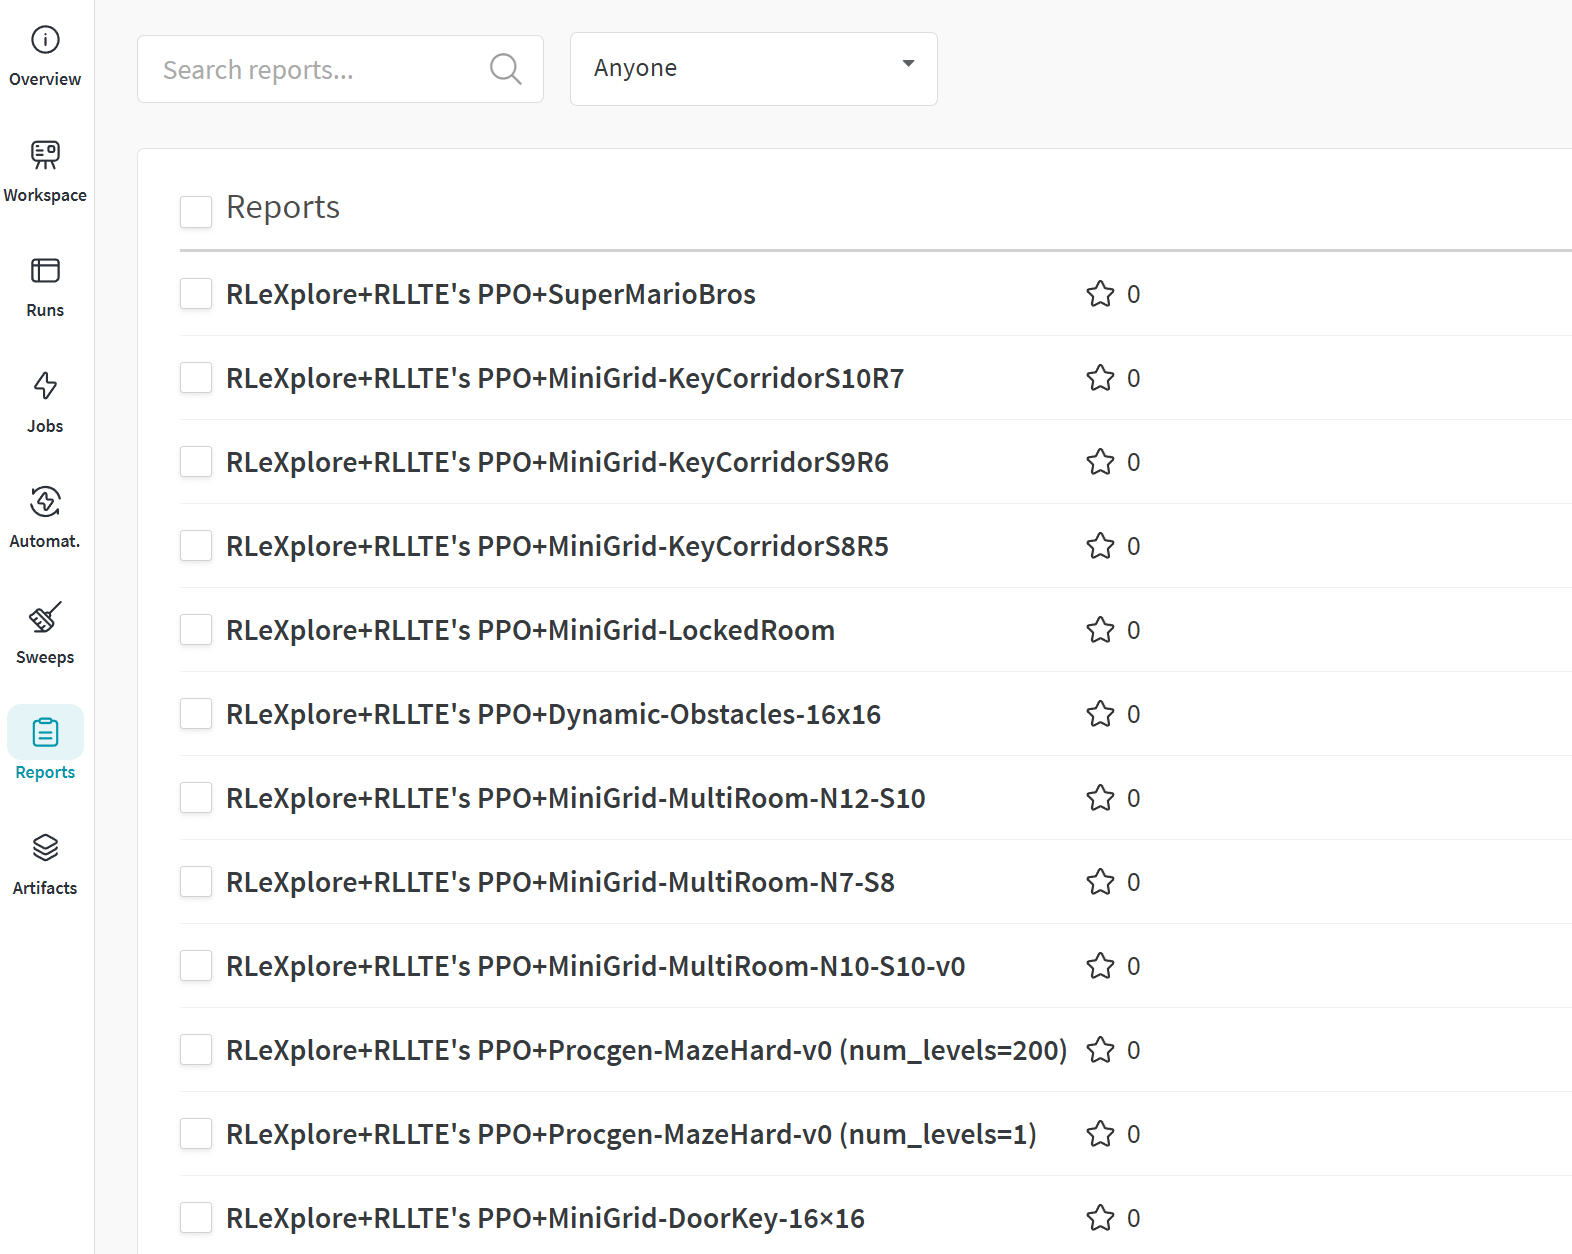 Overview
Workspace
Runs
Jobs
Automat.
Sweeps
Reports
Artifacts
Search reports...
Anyone
Reports
RLeXplore+RLLTE's PPO+SuperMarioBros 0
RLeXplore+RLLTE's PPO+MiniGrid-KeyCorridorS10R7 0
RLeXplore+RLLTE's PPO+MiniGrid-KeyCorridorS9R6 0
RLeXplore+RLLTE's PPO+MiniGrid-KeyCorridorS8R5 0
RLeXplore+RLLTE's PPO+MiniGrid-LockedRoom 0
RLeXplore+RLLTE's PPO+Dynamic-Obstacles-16x16 0
RLeXplore+RLLTE's PPO+MiniGrid-MultiRoom-N12-S10 0
RLeXplore+RLLTE's PPO+MiniGrid-MultiRoom-N7-S8 0
RLeXplore+RLLTE's PPO+MiniGrid-MultiRoom-N10-S10-v0 0
RLeXplore+RLLTE's PPO+Procgen-MazeHard-v0 (num_levels=200) 0
RLeXplore+RLLTE's PPO+Procgen-MazeHard-v0 (num_levels=1) 0
RLeXplore+RLLTE's PPO+MiniGrid-DoorKey-16×16 0